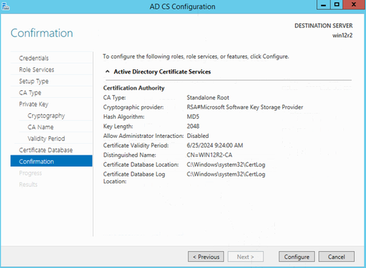 AD CS Configuration
Confirmation
DESTINATION SERVER
win12r2
Credentials
Role Services
Setup Type
CA Type
Private Key
Cryptography
CA Name
Validity Period
Certificate Database
Confirmation
Progress
Results
To configure the following roles, role services, or features, click Configure.
Active Directory Certificate Services
Certification Authority
CA Type: Standalone Root
Cryptographic provider: RSA#Microsoft Software Key Storage Provider
Hash Algorithm: MD5
Key Length: 2048
Allow Administrator Interaction: Disabled
Certificate Validity Period: 6/25/2024 9:24:00 AM
Distinguished Name: CN=WIN12R2-CA
Certificate Database Location: C:\Windows\system32\CertLog
Certificate Database Log Location: C:\Windows\system32\CertLog
< Previous
Next >
Configure
Cancel